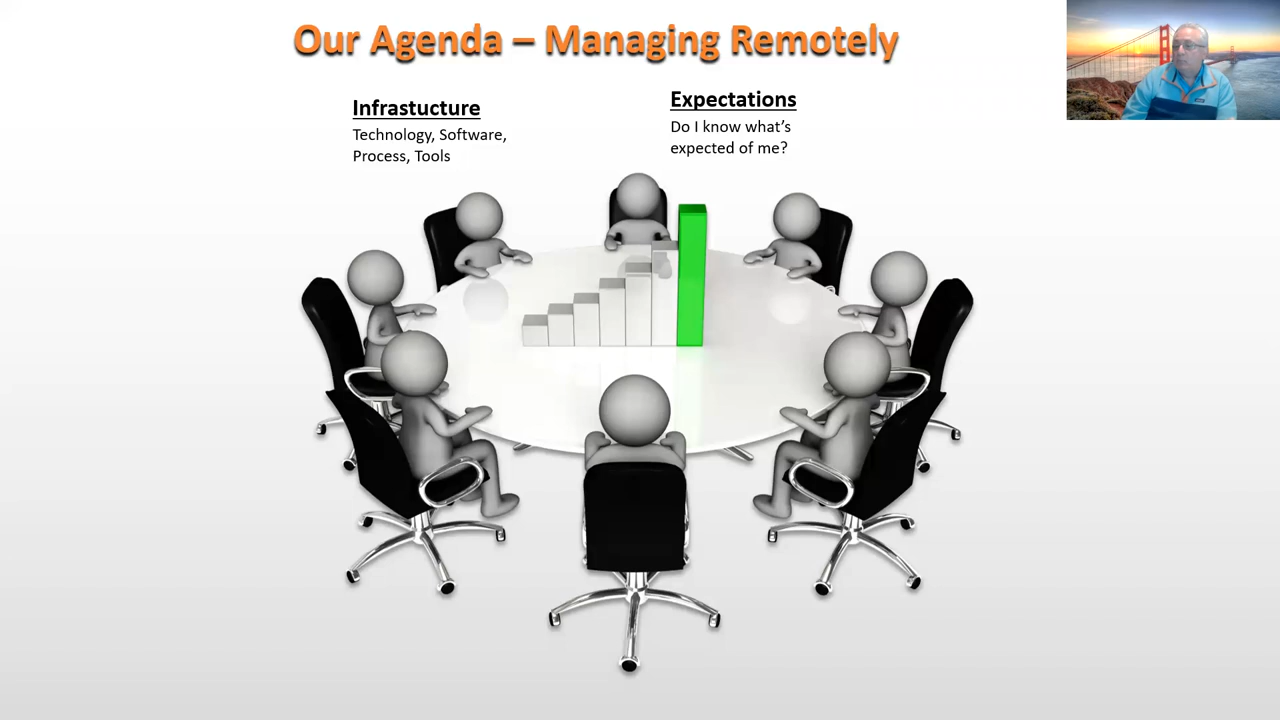 Our Agenda – Managing Remotely
Infrastucture
Technology, Software,
Process, Tools
Expectations
Do I know what's
expected of me?